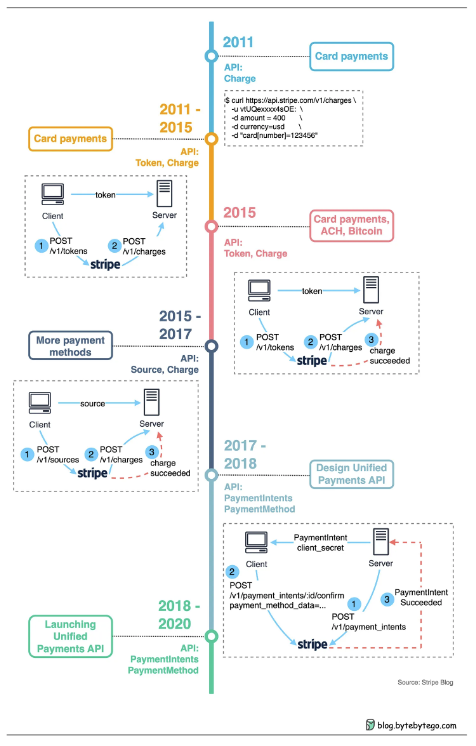 2011
Card payments
API:
Charge
$ curl https://api.stripe.com/v1/charges \
-u vtUQexxxx4sOE: \
-d amount = 400 \
-d currency=usd \
-d "card[number]=123456"
2011 -
2015
Card payments
API:
Token, Charge
token
Client
Server
1
POST
/v1/tokens
2
POST
/v1/charges
stripe
2015
Card payments,
ACH, Bitcoin
API:
Token, Charge
token
Client
Server
1
POST
/v1/tokens
2
POST
/v1/charges
3
charge
succeeded
stripe
2015 -
2017
More payment
methods
API:
Source, Charge
source
Client
Server
1
POST
/v1/sources
2
POST
/v1/charges
3
charge
succeeded
stripe
2017 -
2018
Design Unified
Payments API
API:
PaymentIntents
PaymentMethod
PaymentIntent
client_secret
Client
Server
2
POST
/v1/payment_intents/:id/confirm
payment_method_data=...
1
POST
/v1/payment_intents
3
PaymentIntent
Succeeded
stripe
2018 -
2020
Launching
Unified
Payments API
API:
PaymentIntents
PaymentMethod
Source: Stripe Blog
blog.bytebytego.com